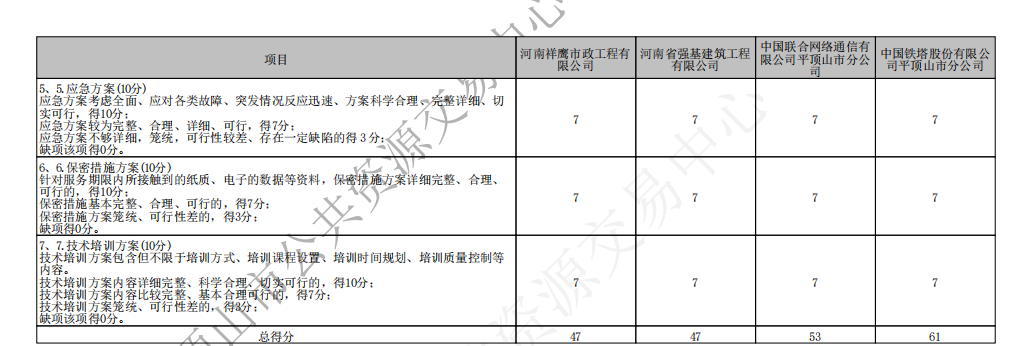 项目
河南祥鹰市政工程有
限公司
河南省强基建筑工程
有限公司
中国联合网络通信有
限公司平顶山市分公
司
中国铁塔股份有限公
司平顶山市分公司
5、5.应急方案(10分)
应急方案考虑全面、应对各类故障、突发情况反应迅速、方案科学合理、完整详细、切
实可行，得10分；
应急方案较为完整、合理、详细、可行，得7分；
应急方案不够详细，笼统，可行性较差、存在一定缺陷的得3分；
缺项该项得0分。
7
7
7
7
6、6.保密措施方案(10分)
针对服务期限内所接触到的纸质、电子的数据等资料，保密措施方案详细完整、合理、
可行的，得10分；
保密措施基本完整、合理、可行的，得7分；
保密措施方案笼统、可行性差的，得3分；
缺项得0分。
7
7
7
7
7、7.技术培训方案(10分)
技术培训方案包含但不限于培训方式、培训课程设置、培训时间规划、培训质量控制等
内容。
技术培训方案内容详细完整、科学合理、切实可行的，得10分；
技术培训方案内容比较完整、基本合理可行的，得7分；
技术培训方案笼统、可行性差的，得3分；
缺项该项得0分。
7
7
7
7
总得分
47
47
53
61
顶山市公共资源交易中心
资源交易中心